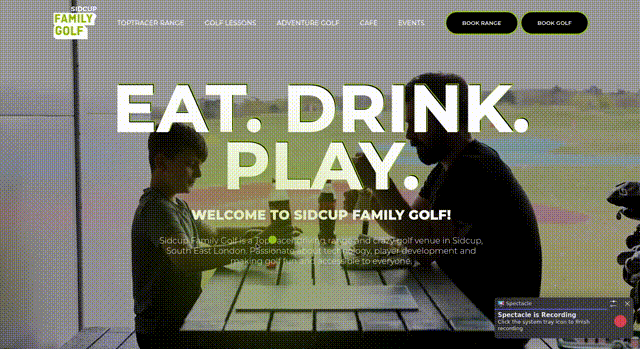 SIDCUP
FAMILY
GOLF
TOPTRACER RANGE
GOLF LESSONS
ADVENTURE GOLF
CAFE
EVENTS
BOOK RANGE
BOOK GOLF
EAT. DRINK.
PLAY.
WELCOME TO SIDCUP FAMILY GOLF!
Sidcup Family Golf is a Toptracer driving range and crazy golf venue in Sidcup,
South East London. Passionate about technology, player development and
making golf fun and accessible to everyone.
Spectacle
Spectacle is Recording
Click the system tray icon to finish
recording